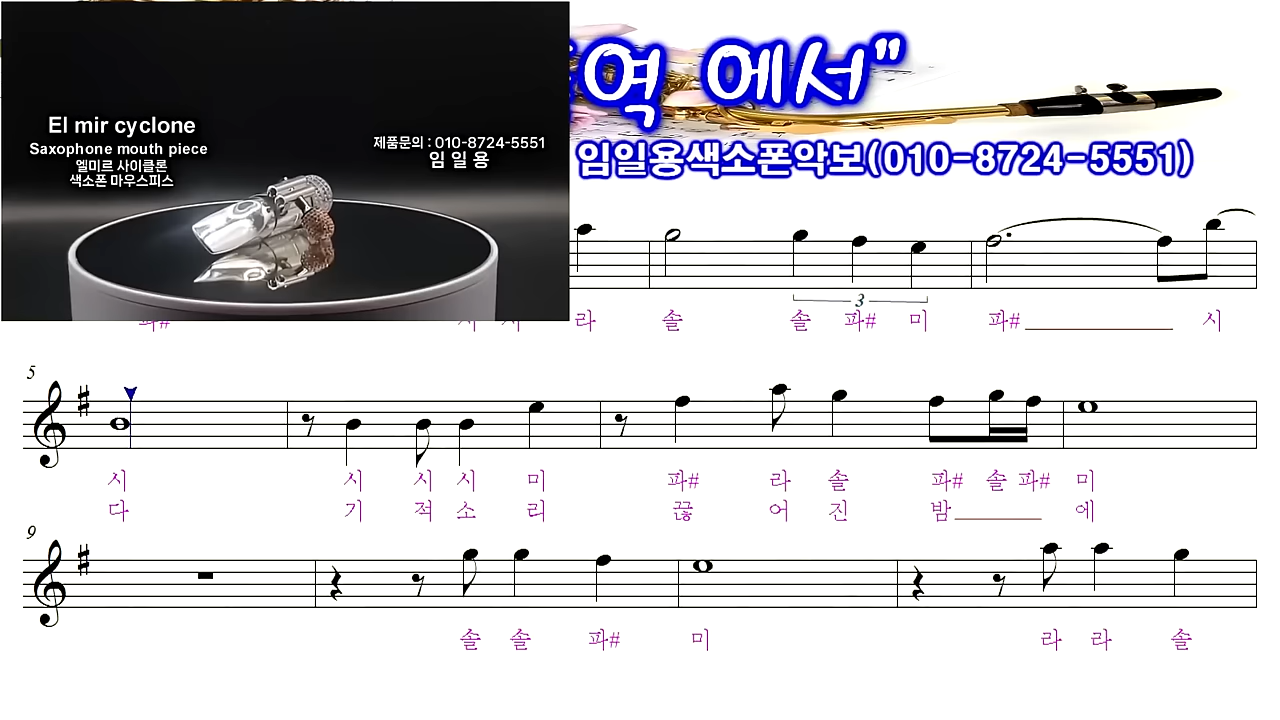 역 에서"
El mir cyclone
Saxophone mouth piece
엘미르 사이클론
색소폰 마우스피스
제품문의 : 010-8724-5551
임 일 용
임일용색소폰악보(010-8724-5551)
3
라 솔 솔 파# 미 파# 시
5
시 시 시 시 미 파# 라 솔 파# 솔 파# 미
다 기 적 소 리 끊 어 진 밤 에
9
솔 솔 파# 미 라 라 솔